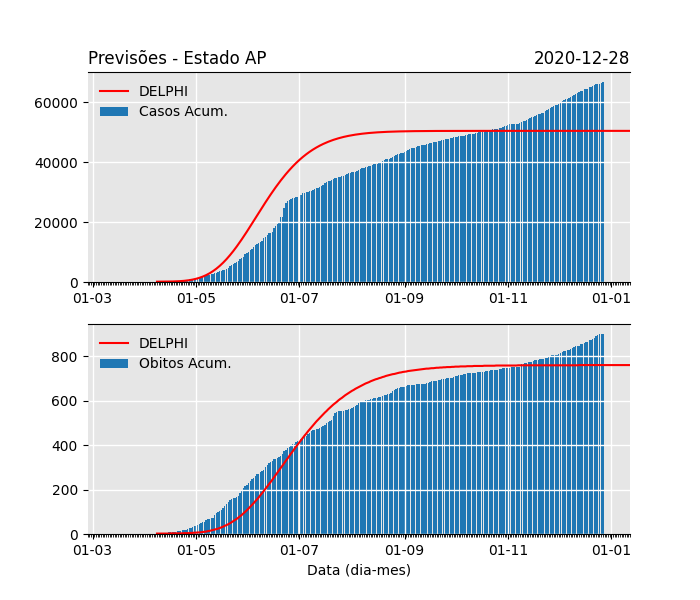 Previsões - Estado AP 2020-12-28
DELPHI
Casos Acum.
60000
40000
20000
0
01-03 01-05 01-07 01-09 01-11 01-01
DELPHI
Obitos Acum.
800
600
400
200
0
01-03 01-05 01-07 01-09 01-11 01-01
Data (dia-mes)